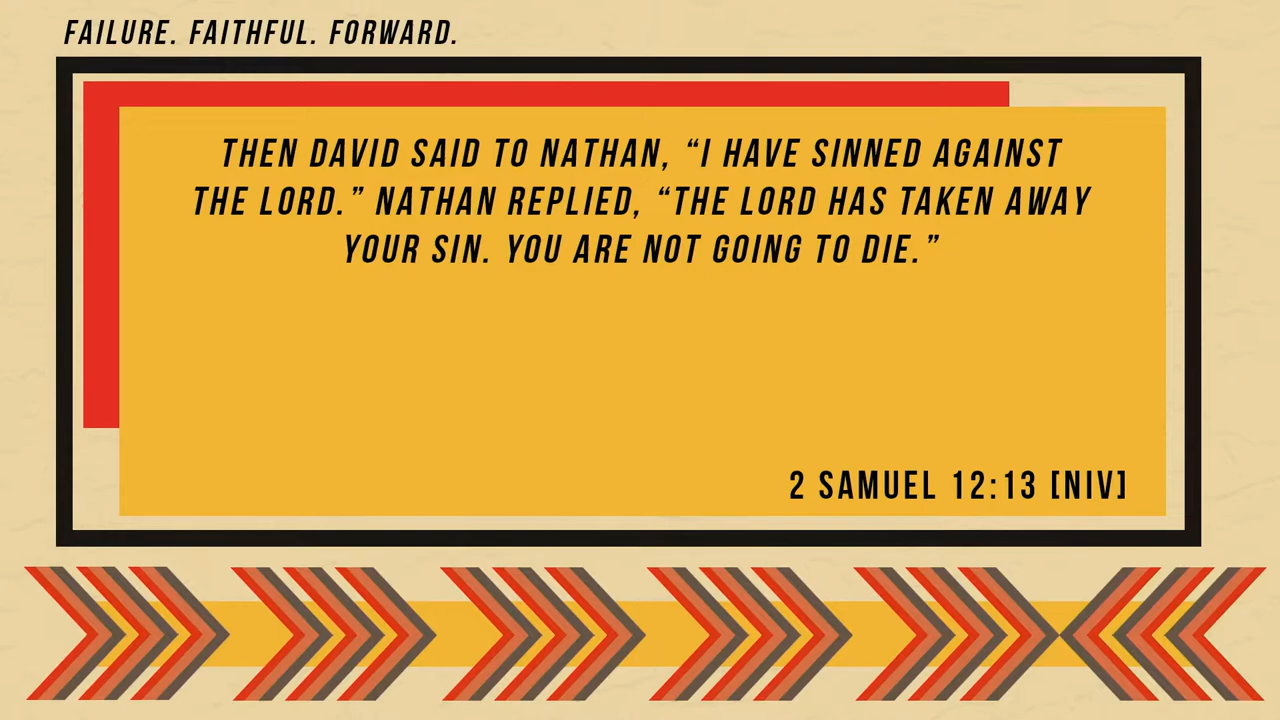 FAILURE. FAITHFUL. FORWARD.
THEN DAVID SAID TO NATHAN, “I HAVE SINNED AGAINST
THE LORD.” NATHAN REPLIED, “THE LORD HAS TAKEN AWAY
YOUR SIN. YOU ARE NOT GOING TO DIE.”
2 SAMUEL 12:13 [NIV]